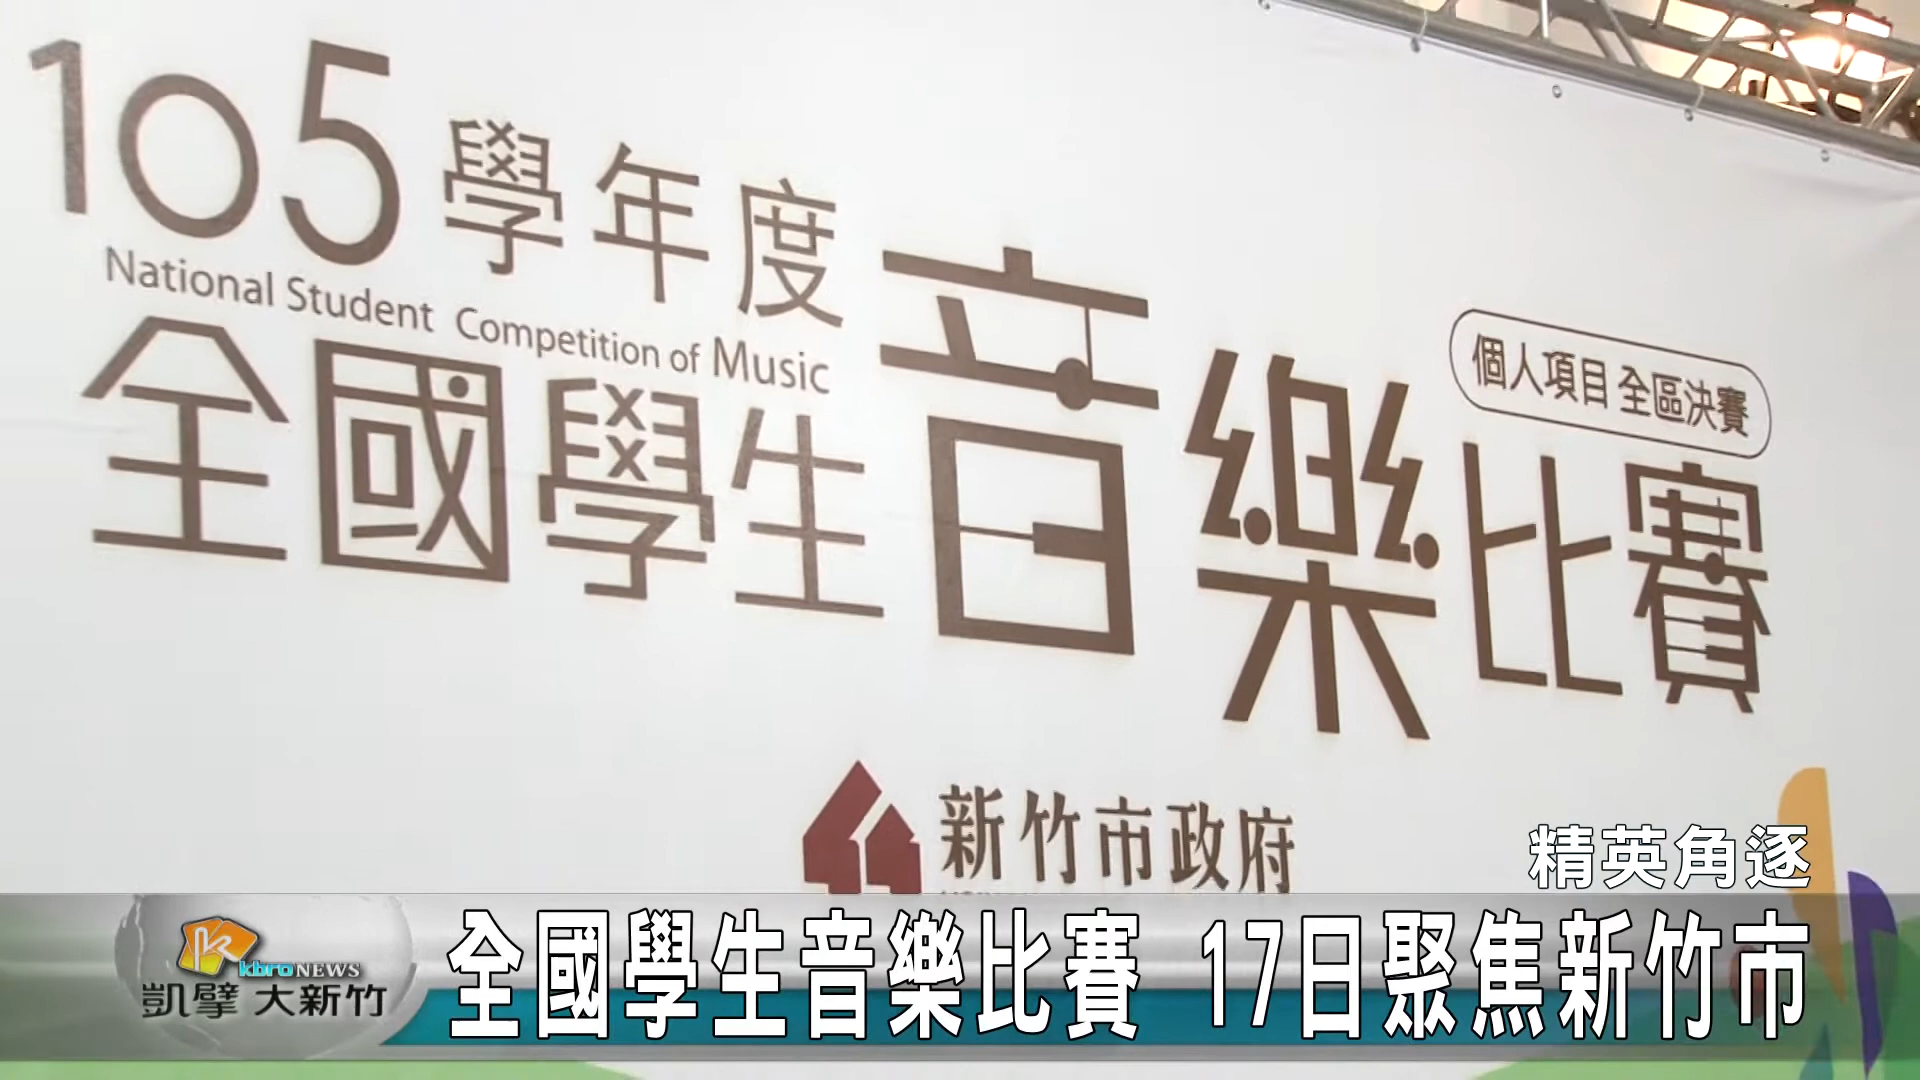 105學年度
National Student Competition of Music
全國學生音樂比賽
個人項目 全區決賽
新竹市政府
精英角逐
kbro NEWS
凱擘 大新竹
全國學生音樂比賽 17日聚焦新竹市